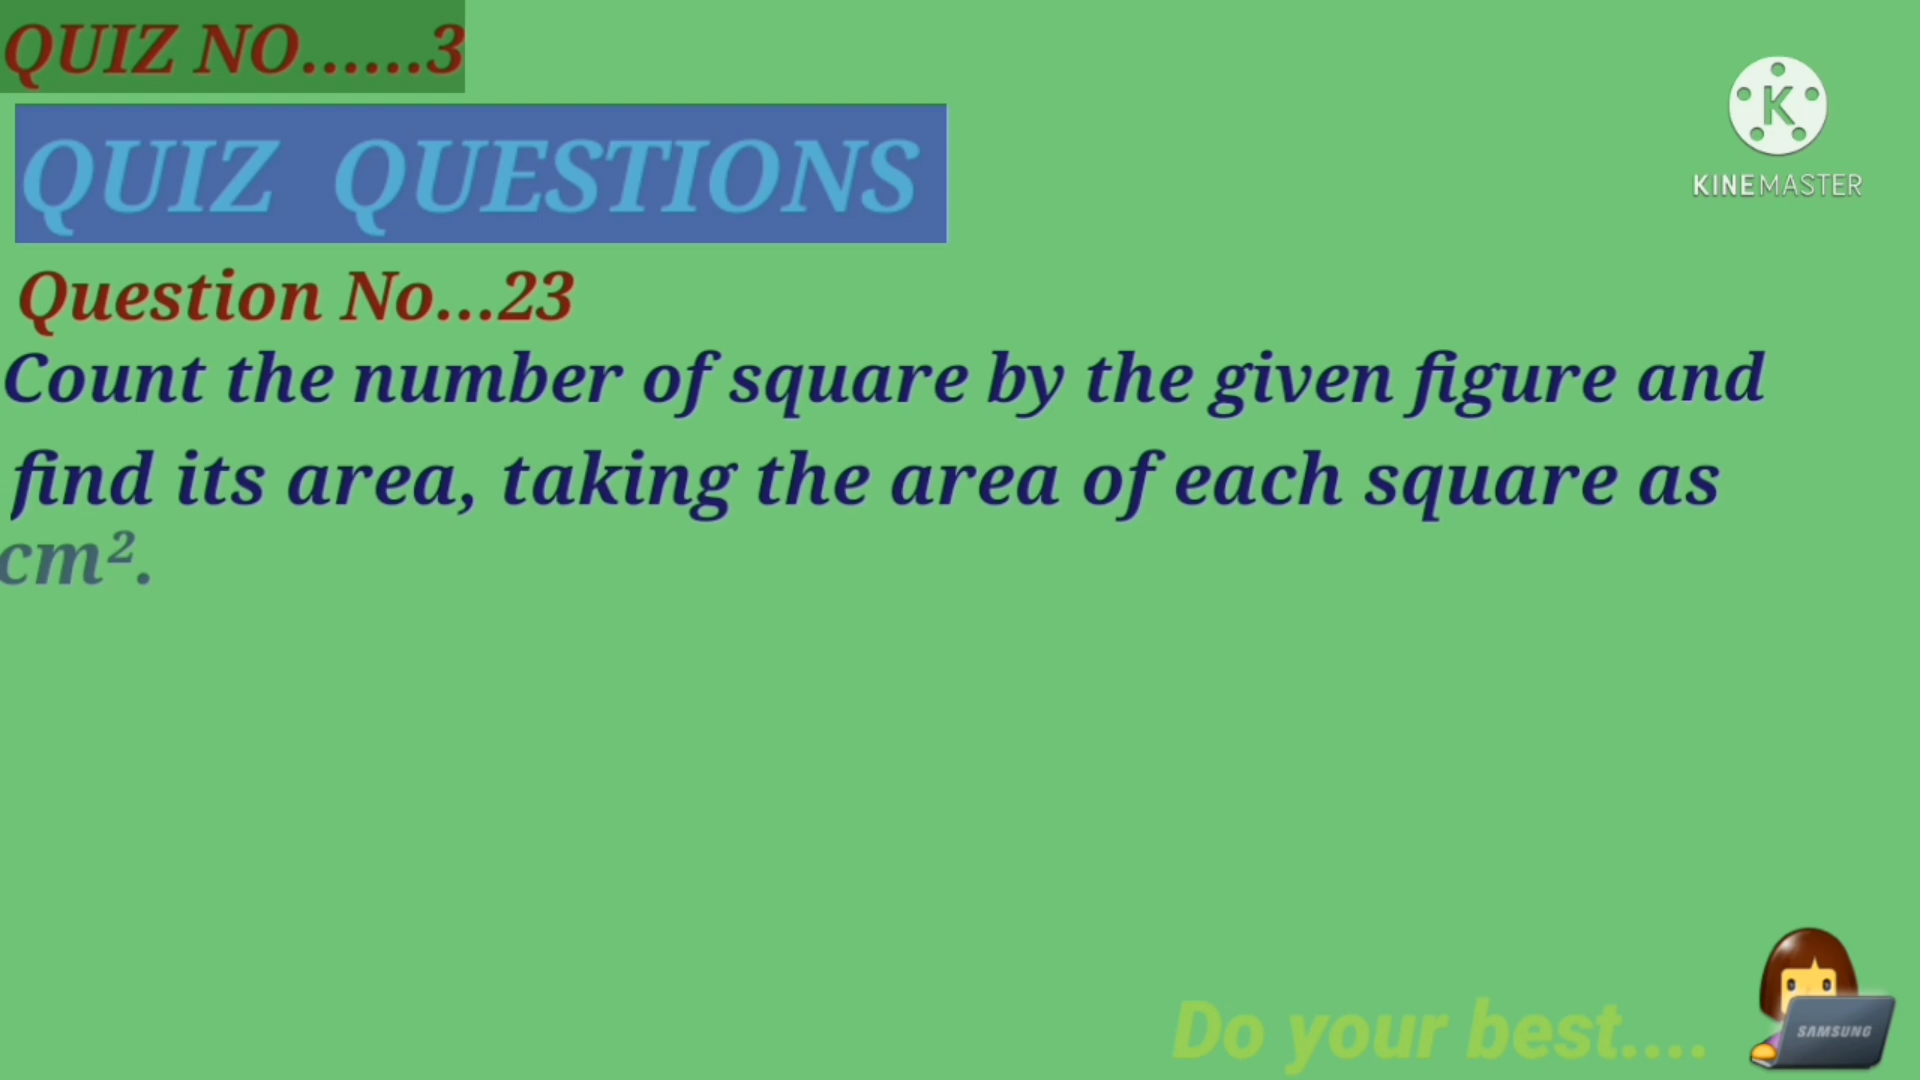 QUIZ NO......3
K
KINEMASTER
QUIZ QUESTIONS
Question No...23
Count the number of square by the given figure and
find its area, taking the area of each square as
cm².
Do your best....
SAMSUNG